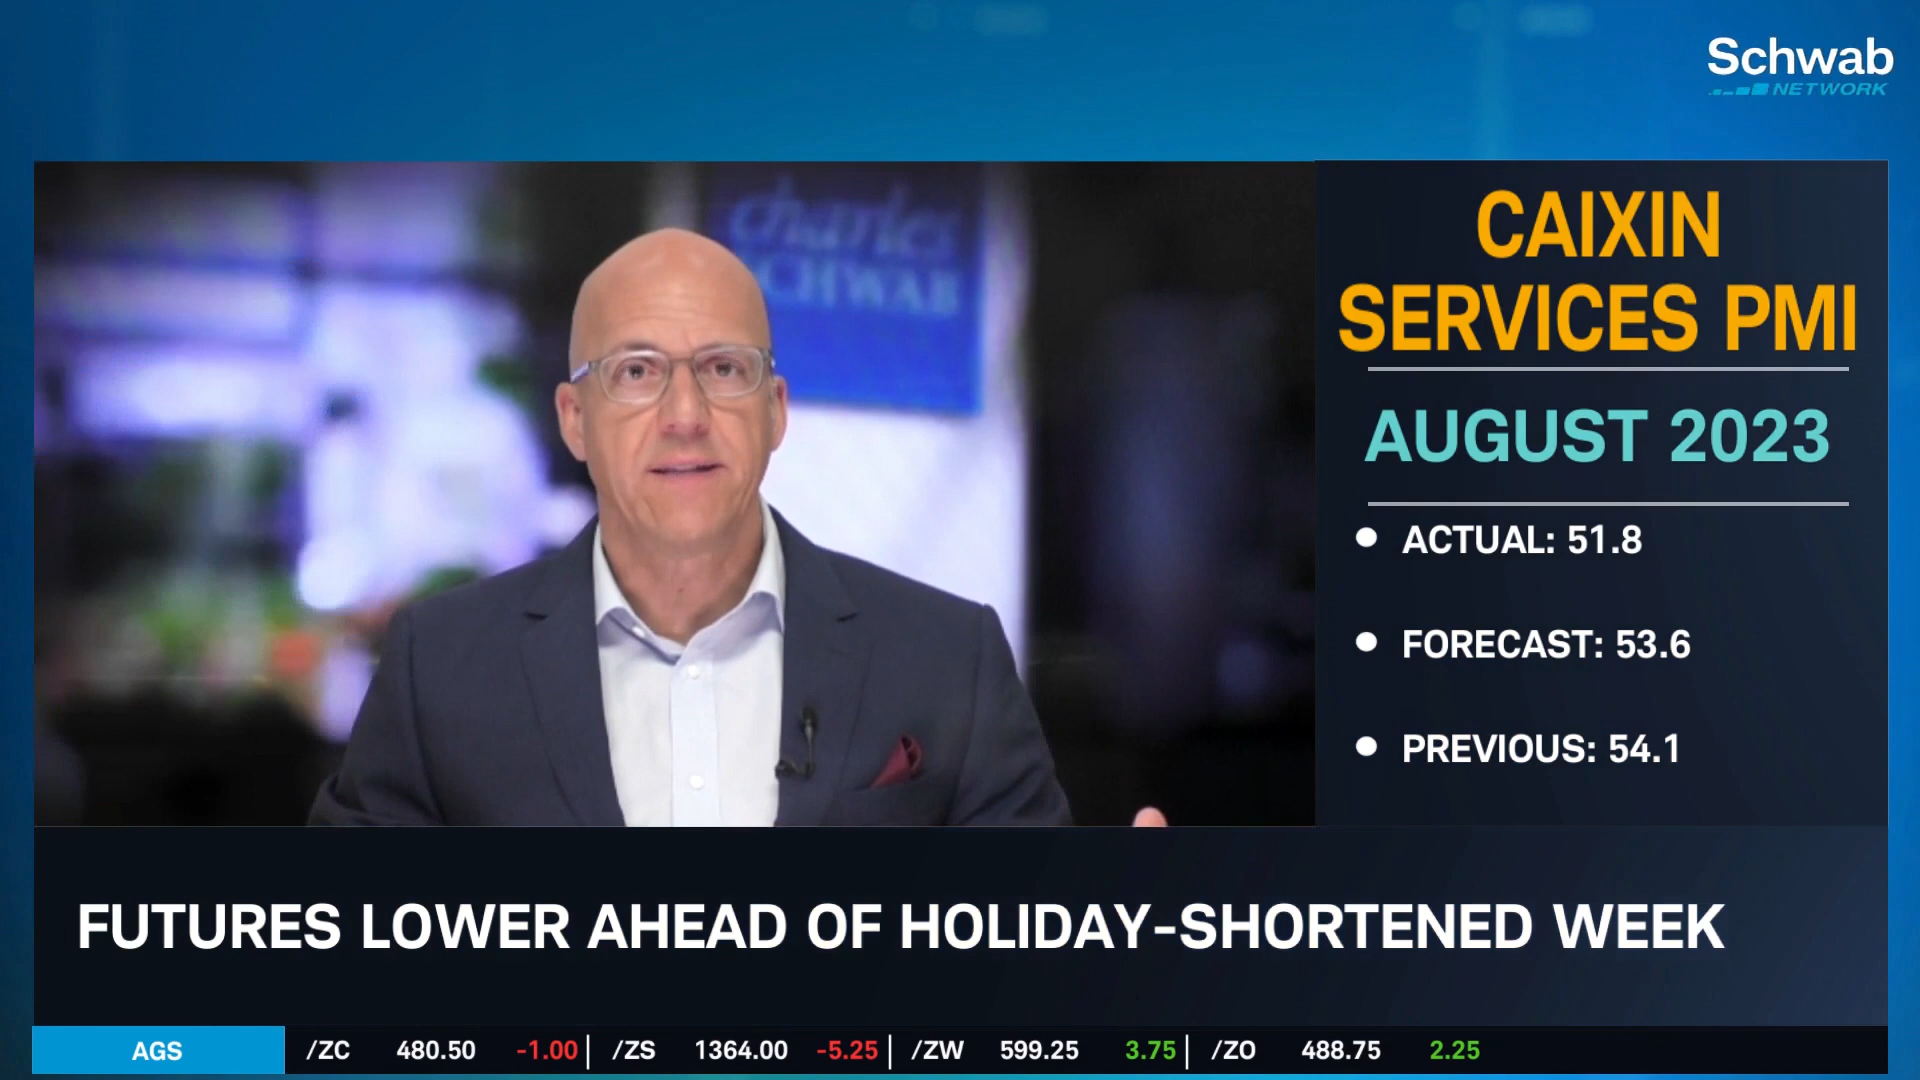 Schwab
NETWORK
charles
SCHWAB
CAIXIN
SERVICES PMI
AUGUST 2023
ACTUAL: 51.8
FORECAST: 53.6
PREVIOUS: 54.1
FUTURES LOWER AHEAD OF HOLIDAY-SHORTENED WEEK
AGS /ZC 480.50 -1.00 /ZS 1364.00 -5.25 /ZW 599.25 3.75 /ZO 488.75 2.25